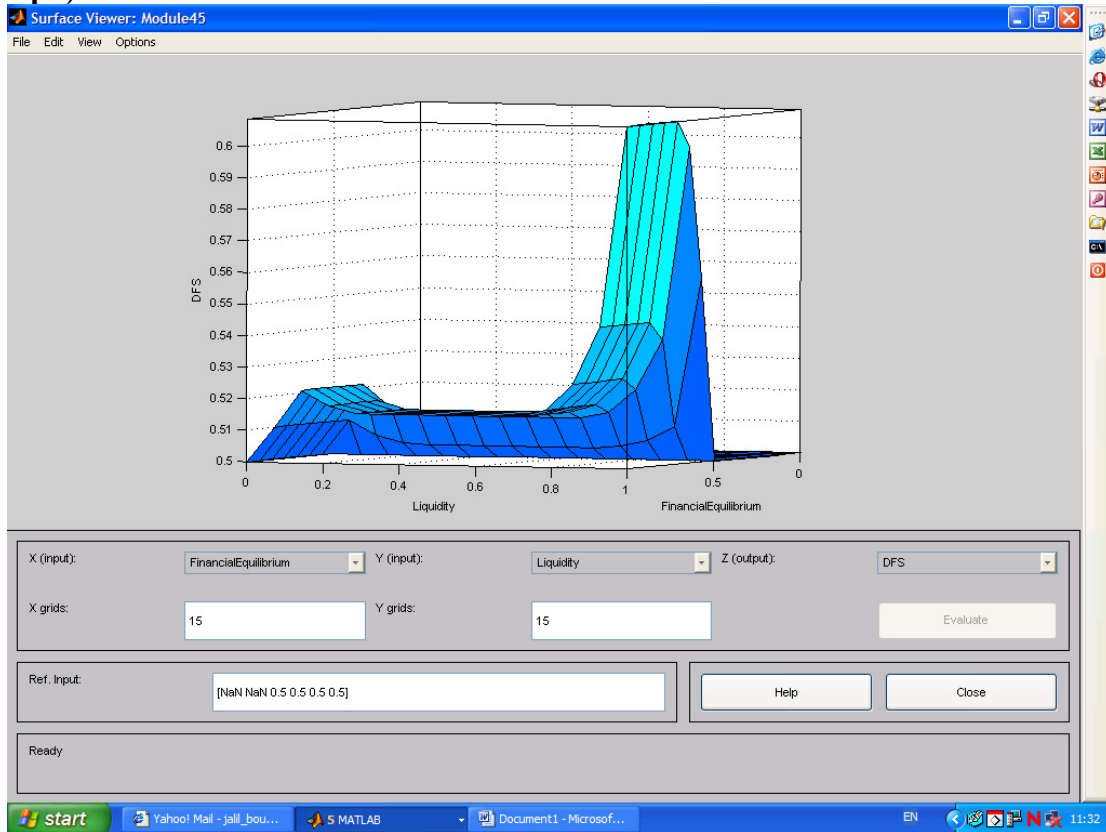 Surface Viewer: Module45
File Edit View Options
0.6
0.59
0.58
0.57
0.56
0.55
0.54
0.53
0.52
0.51
0.5
DFS
0 0.2 0.4 0.6 0.8 1 0.5 0
Liquidity FinancialEquilibrium
X (input): FinancialEquilibrium Y (input): Liquidity Z (output): DFS
X grids: 15 Y grids: 15 Evaluate
Ref. Input: [NaN NaN 0.5 0.5 0.5 0.5] Help Close
Ready
start Yahoo! Mail - jalil_bou... 5 MATLAB Document1 - Microsof... EN 11:32